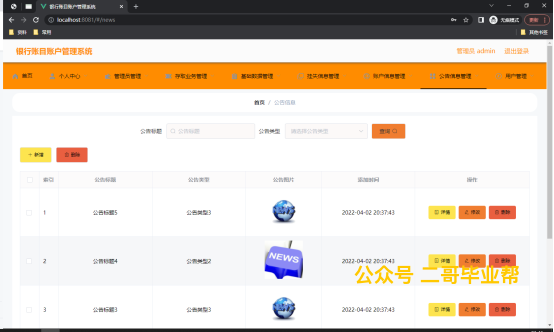 银行账目账户管理系统
localhost:8081/#/news
无痕模式
更新
资料
常用
其他书签
银行账目账户管理系统
管理员 admin
退出登录
首页
个人中心
管理员管理
存取业务管理
基础数据管理
挂失信息管理
账户信息管理
公告信息管理
用户管理
首页 / 公告信息
公告标题
公告标题
公告类型
请选择公告类型
查询
+ 新增
删除
索引
公告标题
公告类型
公告图片
添加时间
操作
1
公告标题5
公告类型3
2022-04-02 20:37:43
详情
修改
删除
2
公告标题4
公告类型2
NEWS
2022-04-02 20:37:43
详情
修改
删除
公众号 二哥毕业帮
3
公告标题3
公告类型3
2022-04-02 20:37:43
详情
修改
删除